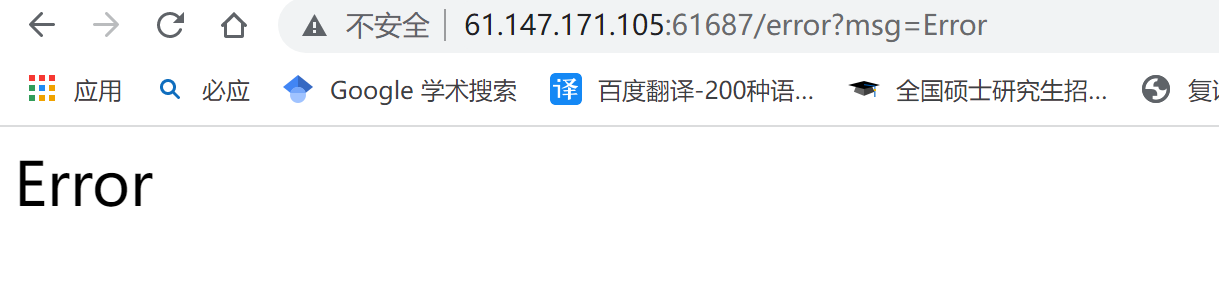 不安全 61.147.171.105:61687/error?msg=Error
应用 必应 Google 学术搜索 译 百度翻译-200种语... 全国硕士研究生招...
Error